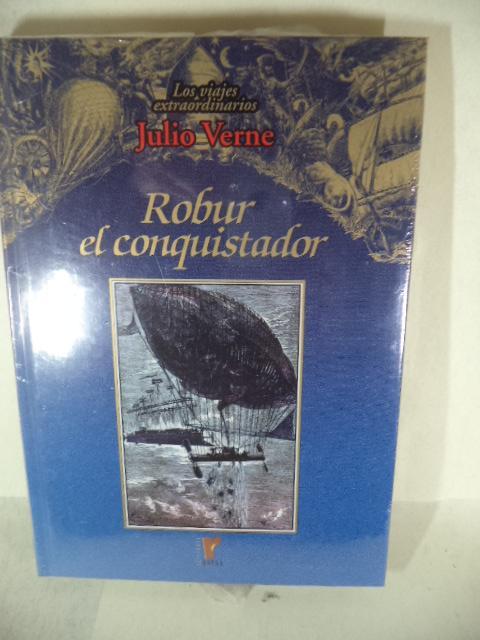 Los viajes
extraordinarios
Julio Verne
Robur
el conquistador